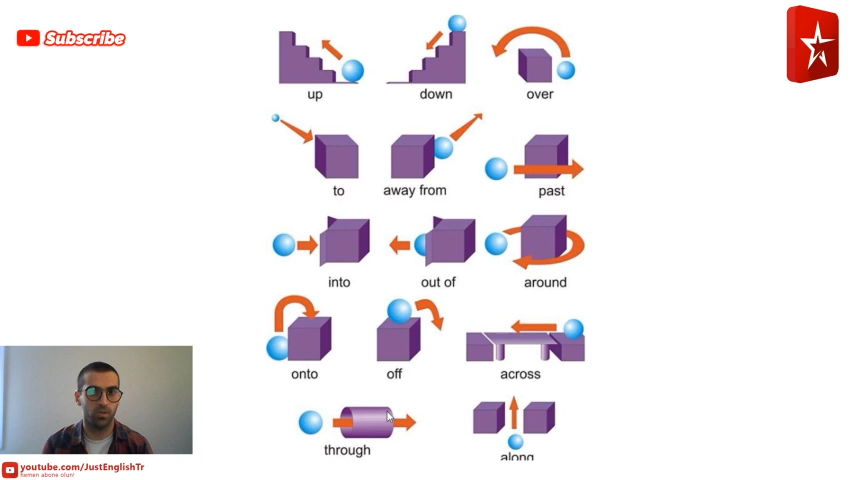 Subscribe
up down over
to away from past
into out of around
onto off across
through along
youtube.com/JustEnglishTr
hemen abone olun!